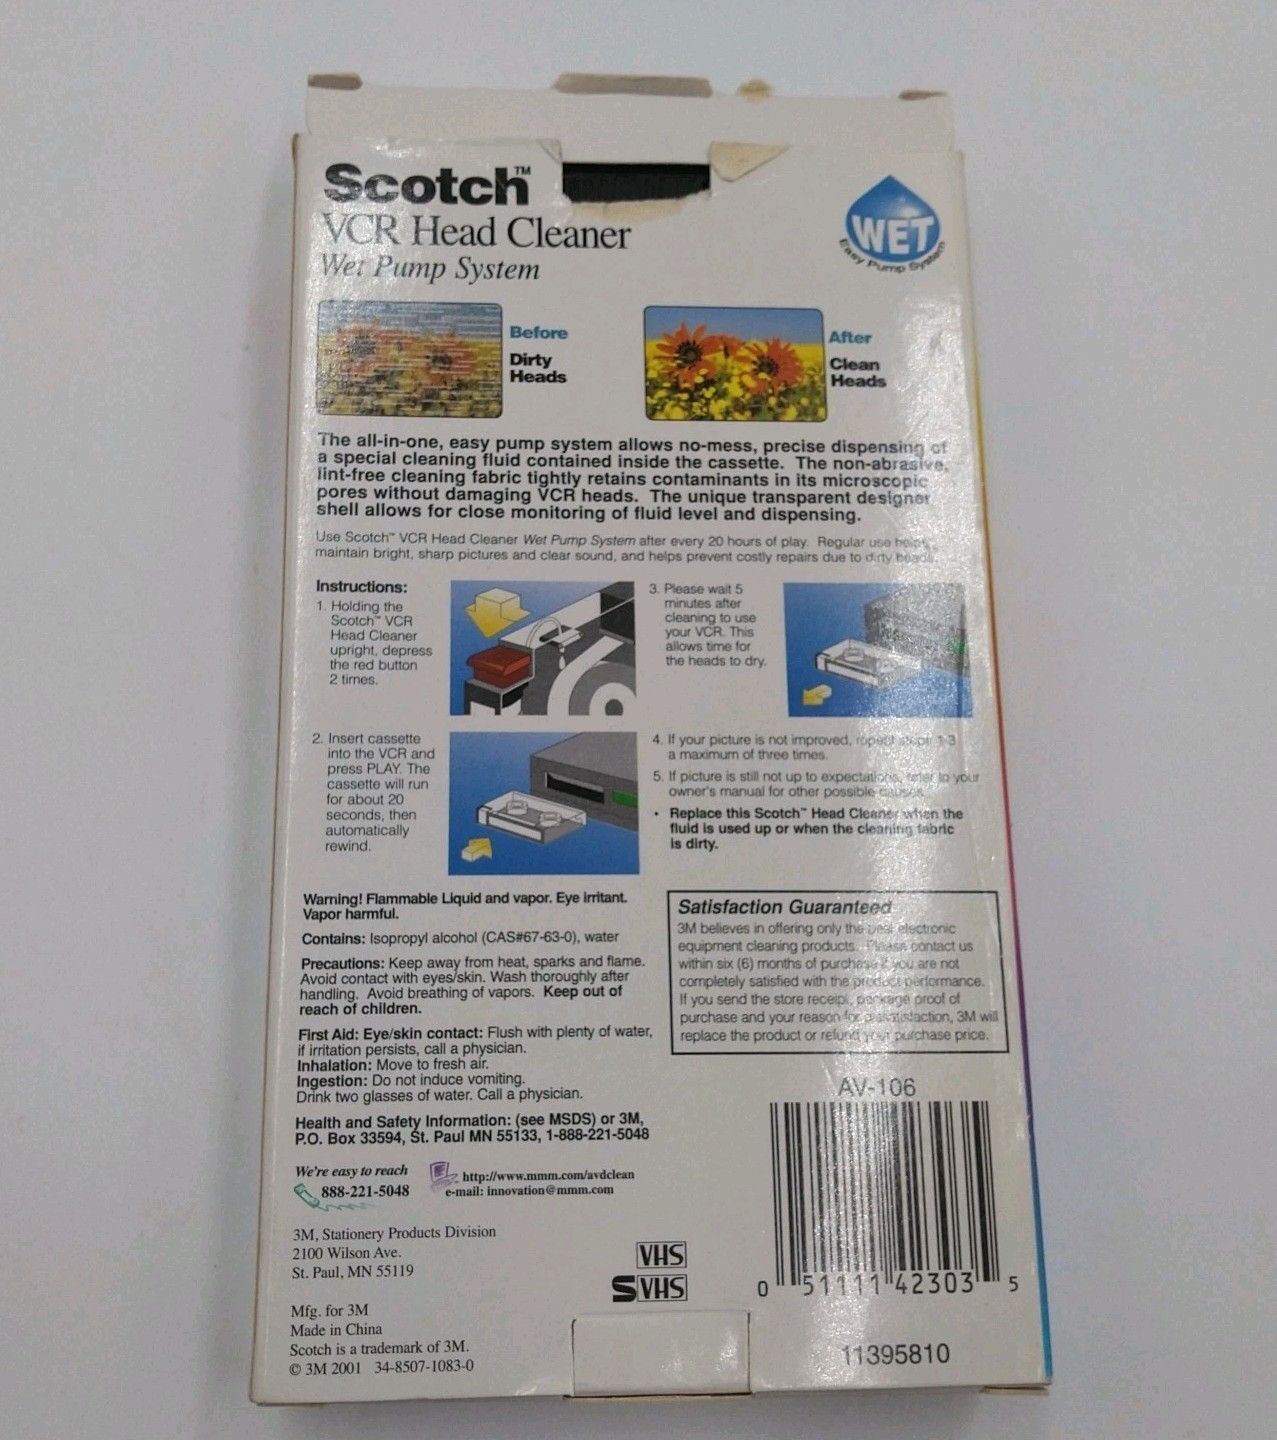 Scotch™
VCR Head Cleaner
Wet Pump System
WET
Easy Pump System
Before
Dirty
Heads
After
Clean
Heads
The all-in-one, easy pump system allows no-mess, precise dispensing of
a special cleaning fluid contained inside the cassette. The non-abrasive,
lint-free cleaning fabric tightly retains contaminants in its microscopic
pores without damaging VCR heads. The unique transparent designer
shell allows for close monitoring of fluid level and dispensing.
Use Scotch™ VCR Head Cleaner Wet Pump System after every 20 hours of play. Regular use helps
maintain bright, sharp pictures and clear sound, and helps prevent costly repairs due to dirty heads.
Instructions:
1. Holding the
Scotch™ VCR
Head Cleaner
upright, depress
the red button
2 times.
2. Insert cassette
into the VCR and
press PLAY. The
cassette will run
for about 20
seconds, then
automatically
rewind.
3. Please wait 5
minutes after
cleaning to use
your VCR. This
allows time for
the heads to dry.
4. If your picture is not improved, repeat steps 1-3
a maximum of three times.
5. If picture is still not up to expectations, refer to your
owner's manual for other possible causes.
• Replace this Scotch™ Head Cleaner when the
fluid is used up or when the cleaning fabric
is dirty.
Warning! Flammable Liquid and vapor. Eye irritant.
Vapor harmful.
Contains: Isopropyl alcohol (CAS#67-63-0), water
Precautions: Keep away from heat, sparks and flame.
Avoid contact with eyes/skin. Wash thoroughly after
handling. Avoid breathing of vapors. Keep out of
reach of children.
First Aid: Eye/skin contact: Flush with plenty of water,
if irritation persists, call a physician.
Inhalation: Move to fresh air.
Ingestion: Do not induce vomiting.
Drink two glasses of water. Call a physician.
Health and Safety Information: (see MSDS) or 3M,
P.O. Box 33594, St. Paul MN 55133, 1-888-221-5048
We're easy to reach
888-221-5048
http://www.mmm.com/avdclean
e-mail: innovation@mmm.com
3M, Stationery Products Division
2100 Wilson Ave.
St. Paul, MN 55119
Mfg. for 3M
Made in China
Scotch is a trademark of 3M.
© 3M 2001 34-8507-1083-0
VHS
SVHS
Satisfaction Guaranteed
3M believes in offering only the best electronic
equipment cleaning products. Please contact us
within six (6) months of purchase if you are not
completely satisfied with the product performance.
If you send the store receipt, package proof of
purchase and your reason for dissatisfaction, 3M will
replace the product or refund your purchase price.
AV-106
0 51111 42303 5
11395810